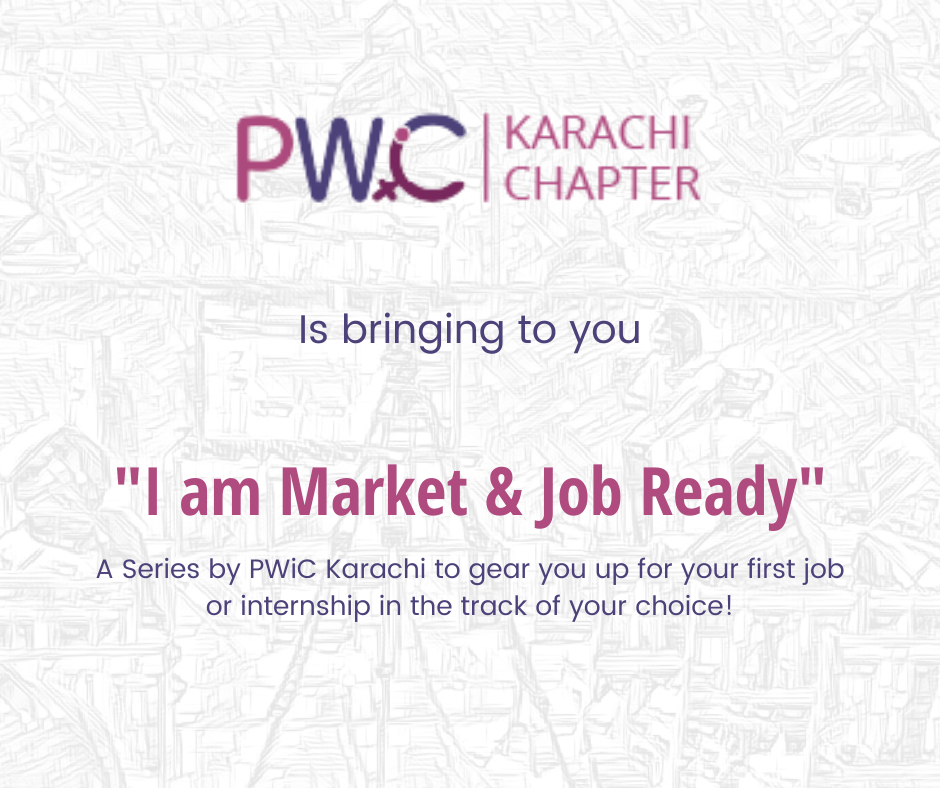 PWiC
KARACHI
CHAPTER
Is bringing to you
"I am Market & Job Ready"
A Series by PWiC Karachi to gear you up for your first job
or internship in the track of your choice!